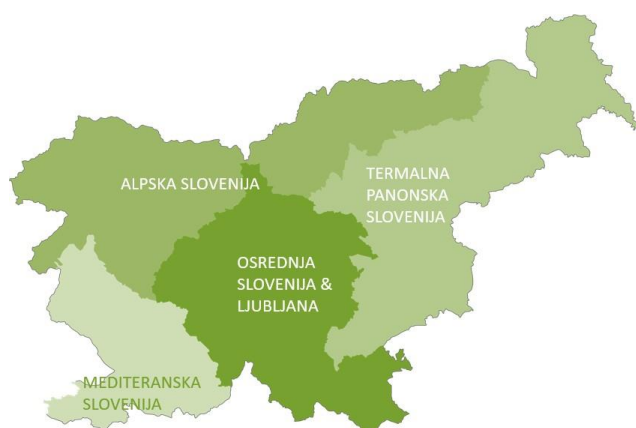 ALPSKA SLOVENIJA
TERMALNA
PANONSKA
SLOVENIJA
OSREDNJA
SLOVENIJA &
LJUBLJANA
MEDITERANSKA
SLOVENIJA